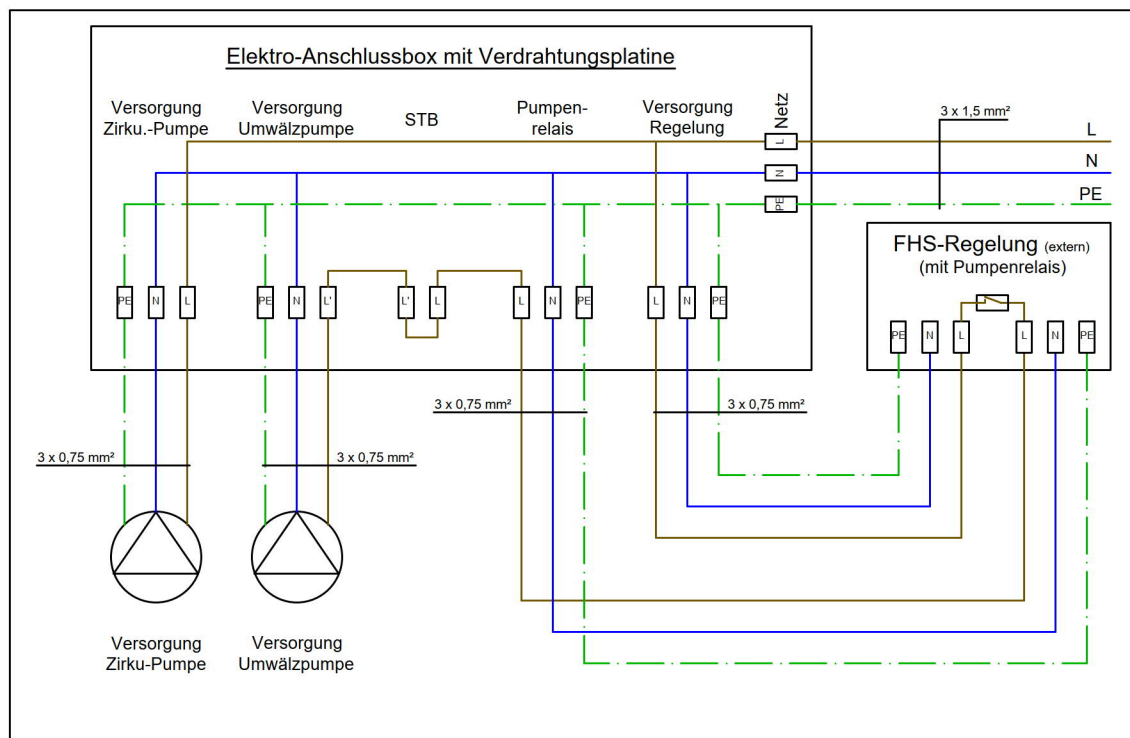 Elektro-Anschlussbox mit Verdrahtungsplatine
Versorgung
Zirku.-Pumpe
Versorgung
Umwälzpumpe
STB
Pumpen-
relais
Versorgung
Regelung
Netz
3 x 1,5 mm²
L
L
N
N
PE
PE
FHS-Regelung (extern)
(mit Pumpenrelais)
PE
N
L
PE
N
L'
L'
L
L
N
PE
L
N
PE
PE
N
L
L
N
PE
3 x 0,75 mm²
3 x 0,75 mm²
3 x 0,75 mm²
3 x 0,75 mm²
Versorgung
Zirku-Pumpe
Versorgung
Umwälzpumpe